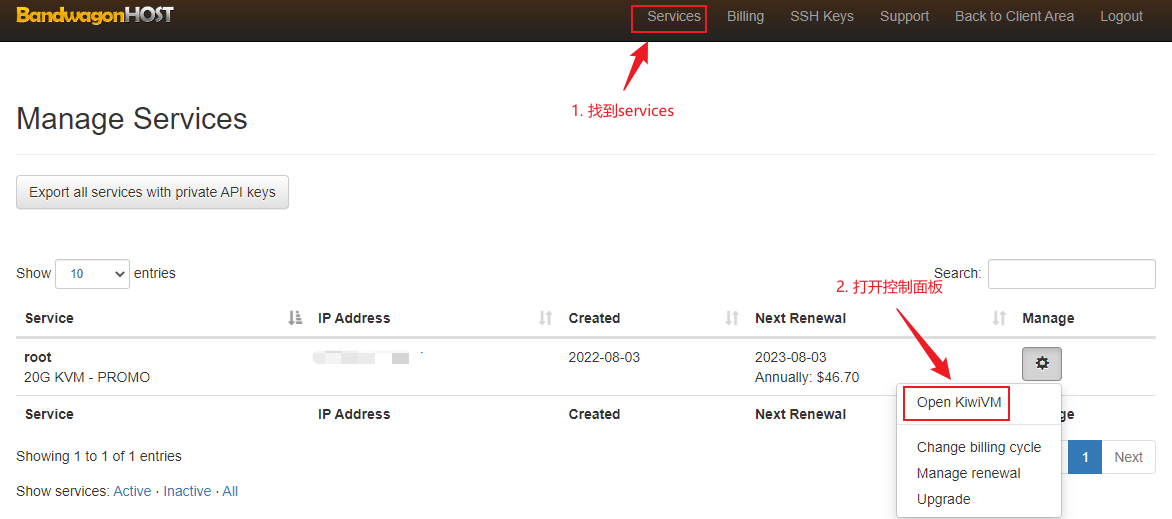 BandwagonHOST
Services Billing SSH Keys Support Back to Client Area Logout
1. 找到services
Manage Services
Export all services with private API keys
Show 10 entries
Search:
2. 打开控制面板
Service IP Address Created Next Renewal Manage
root 2022-08-03 2023-08-03
20G KVM - PROMO Annually: $46.70
Open KiwiVM
Service IP Address Created Next Renewal ge
Change billing cycle
Showing 1 to 1 of 1 entries 1 Next
Manage renewal
Show services: Active · Inactive · All
Upgrade